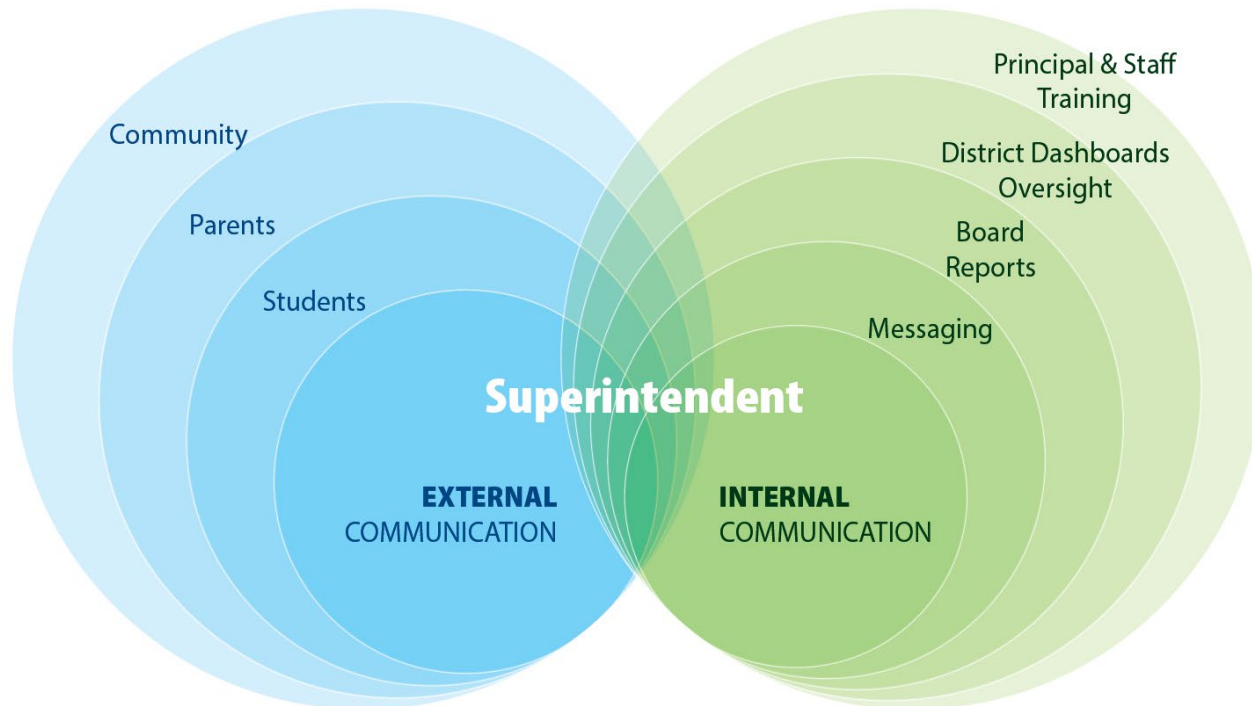 Community
Parents
Students
Principal & Staff
Training
District Dashboards
Oversight
Board
Reports
Messaging
Superintendent
EXTERNAL
COMMUNICATION
INTERNAL
COMMUNICATION